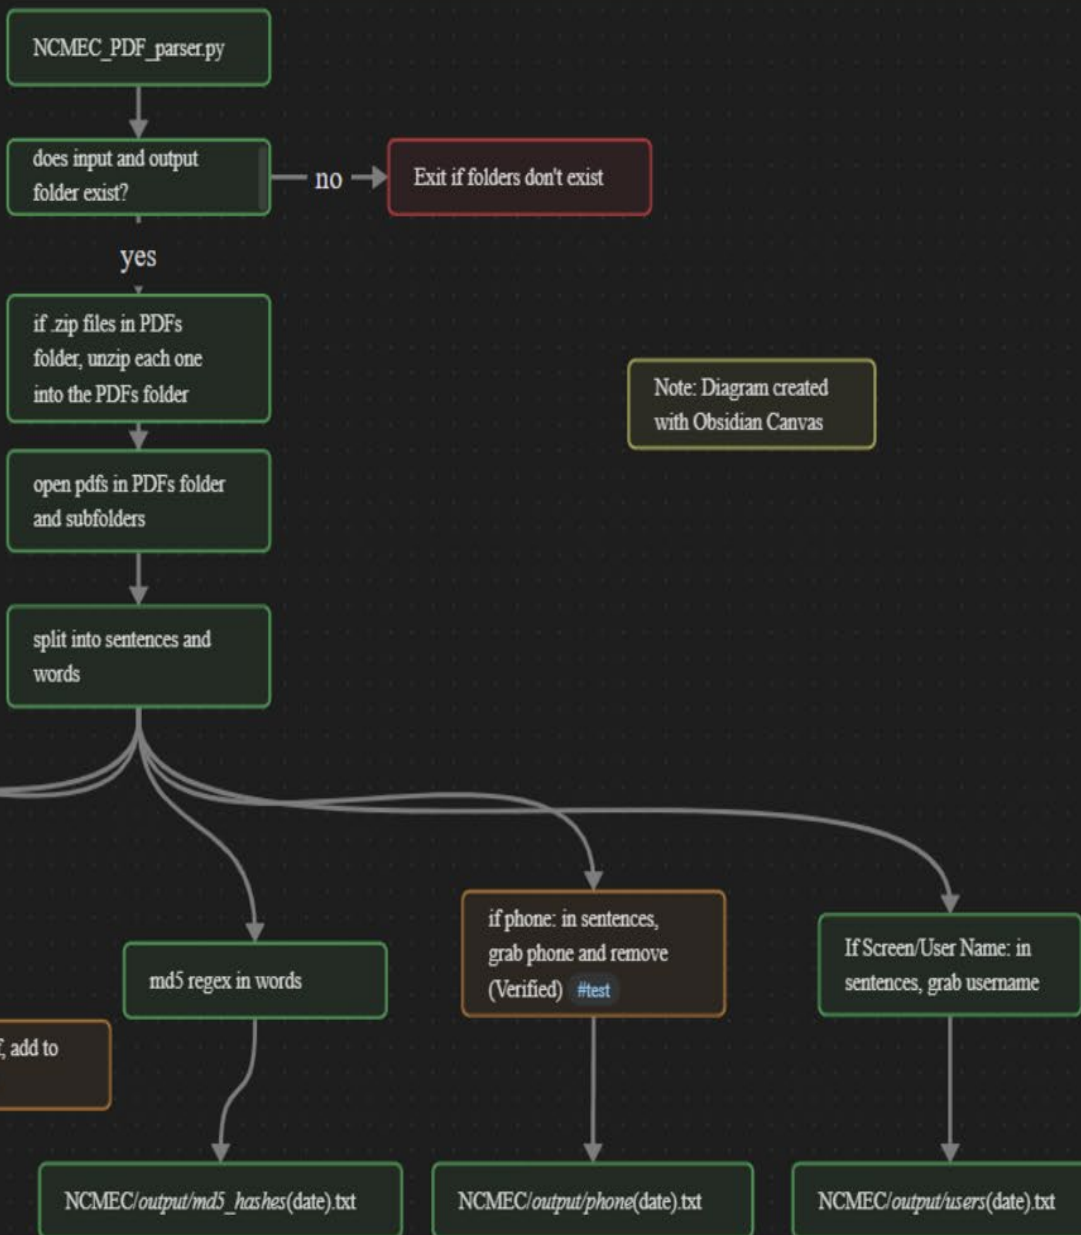 NCMEC_PDF_parser.py
does input and output
folder exist?
no
Exit if folders don't exist
yes
if .zip files in PDFs
folder, unzip each one
into the PDFs folder
Note: Diagram created
with Obsidian Canvas
open pdfs in PDFs folder
and subfolders
split into sentences and
words
if phone: in sentences,
grab phone and remove
(Verified) #test
If Screen/User Name: in
sentences, grab username
md5 regex in words
, add to
NCMEC/output/md5_hashes(date).txt
NCMEC/output/phone(date).txt
NCMEC/output/users(date).txt